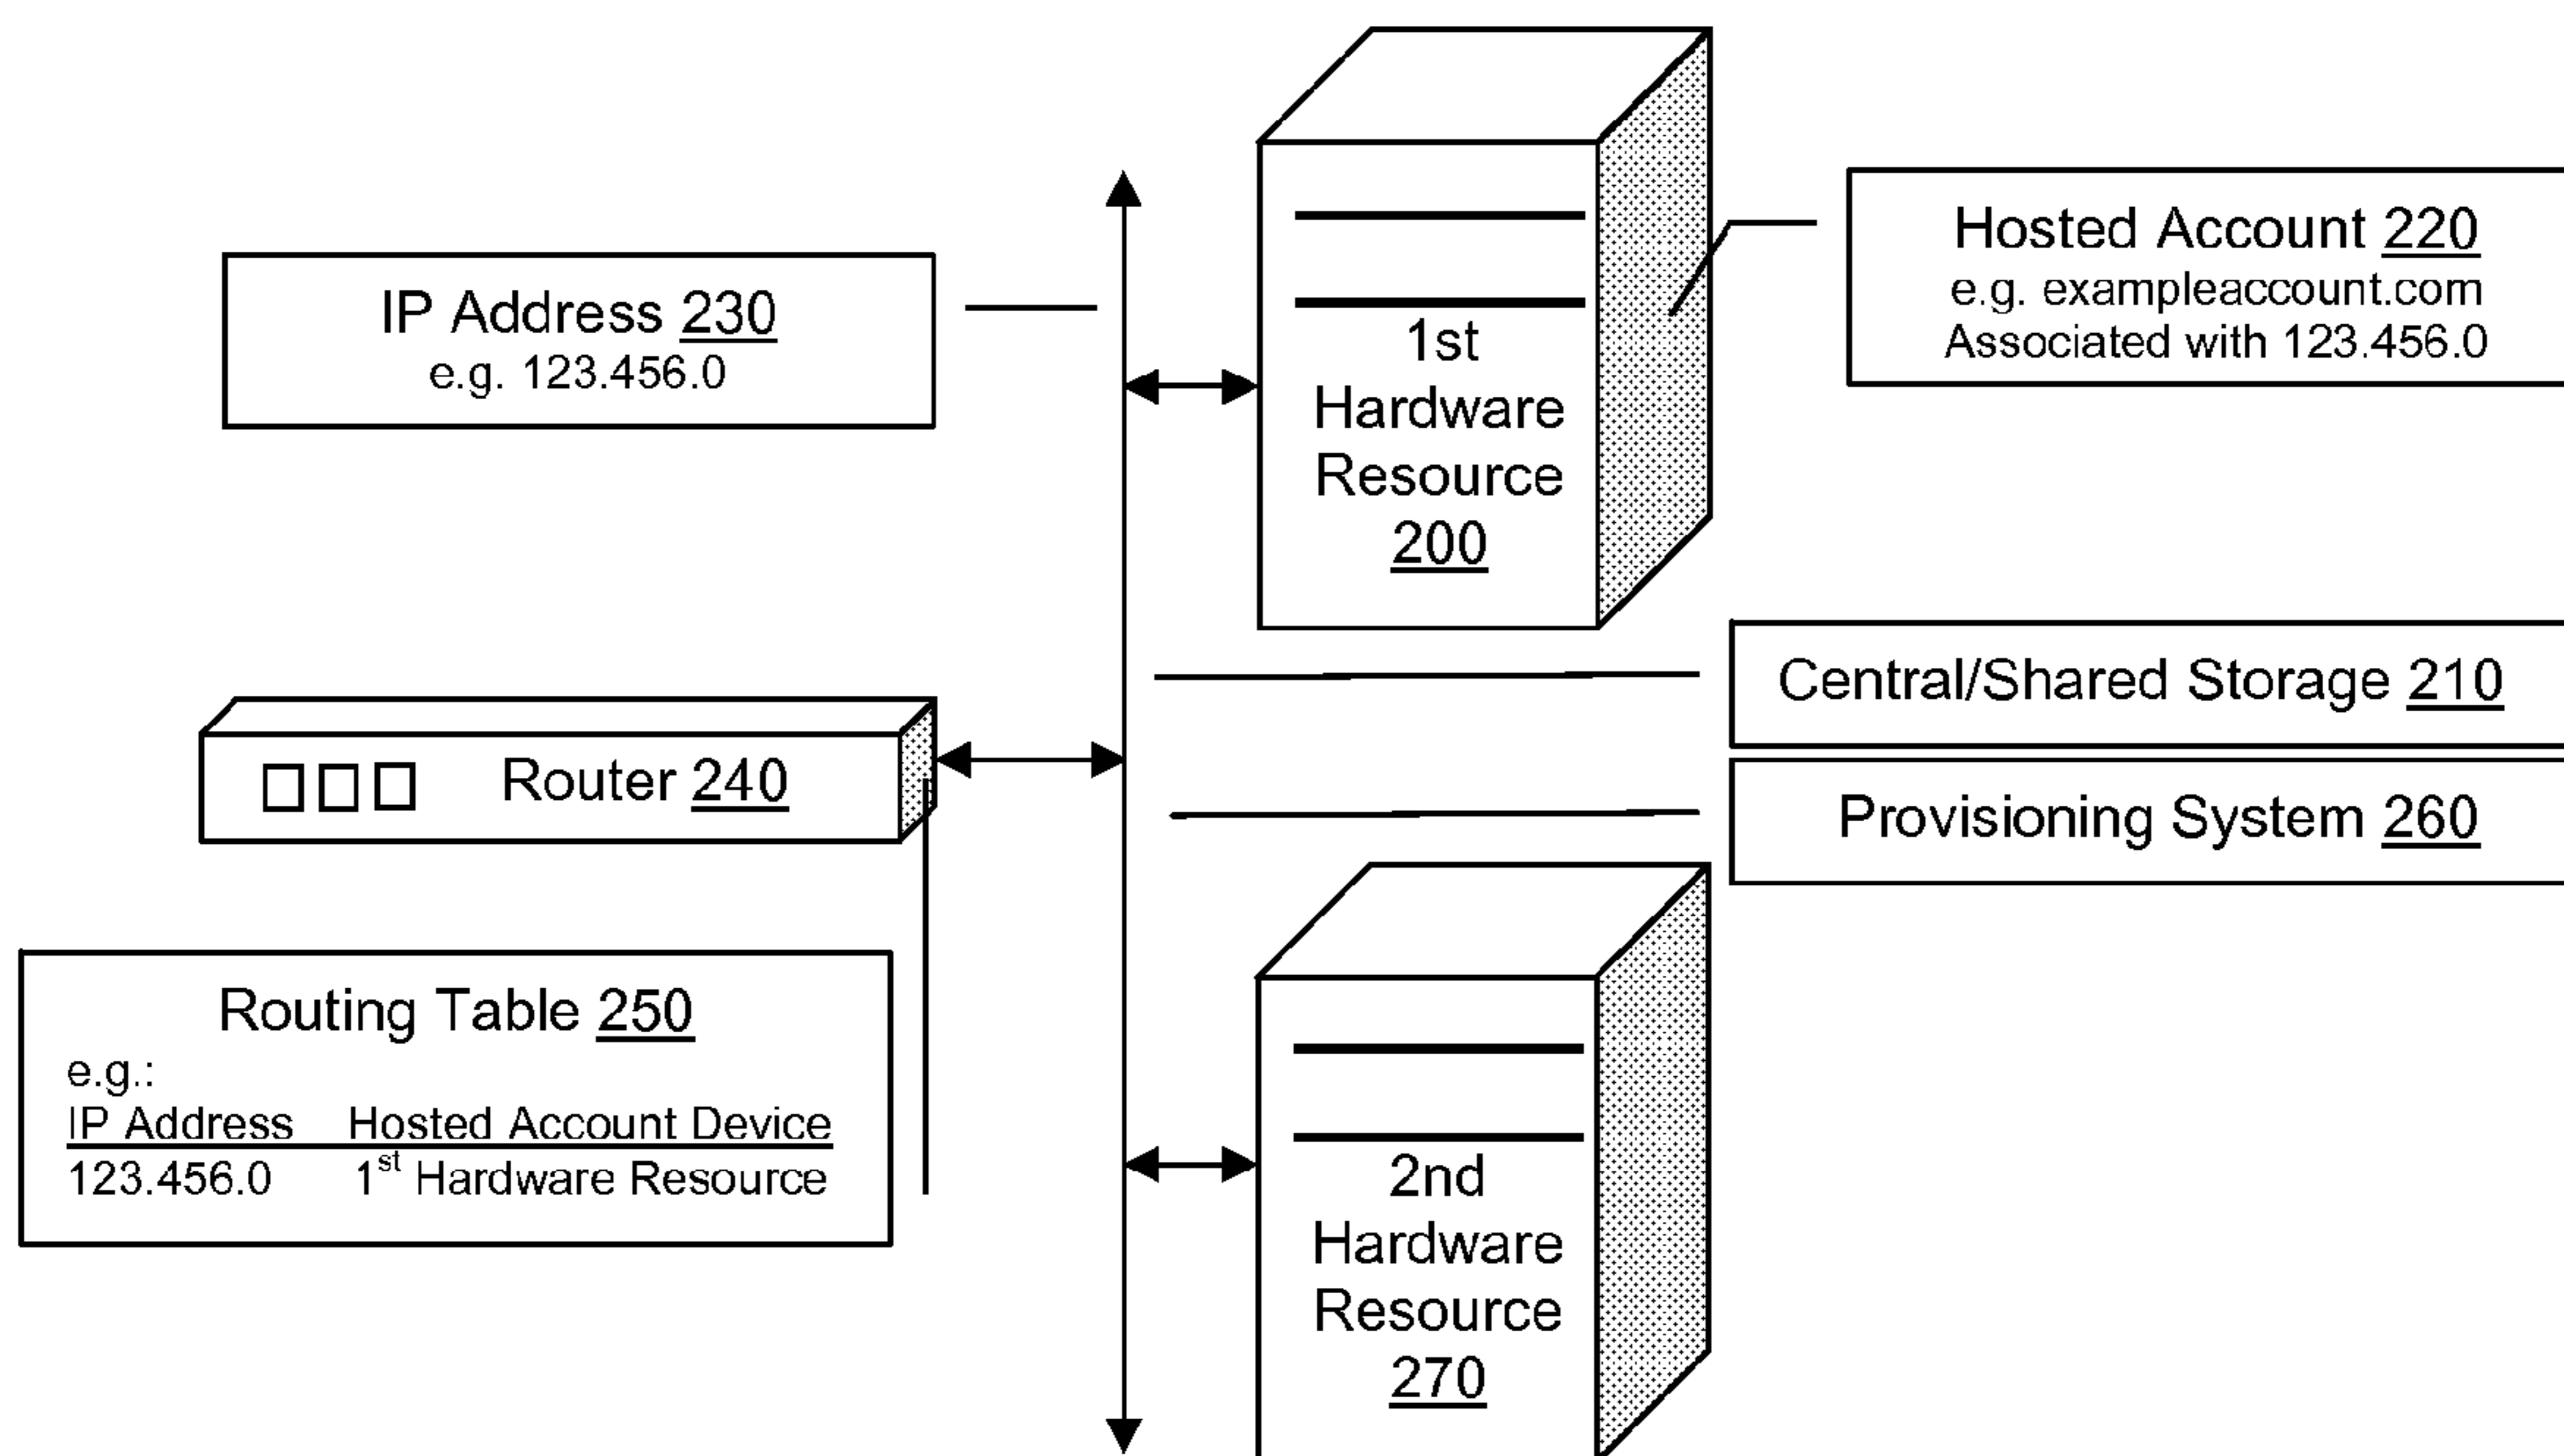 1st
Hardware
Resource
200
Hosted Account 220
e.g. exampleaccount.com
Associated with 123.456.0
IP Address 230
e.g. 123.456.0
Central/Shared Storage 210
Router 240
Provisioning System 260
Routing Table 250
e.g.:
IP Address Hosted Account Device
123.456.0 1st Hardware Resource
2nd
Hardware
Resource
270